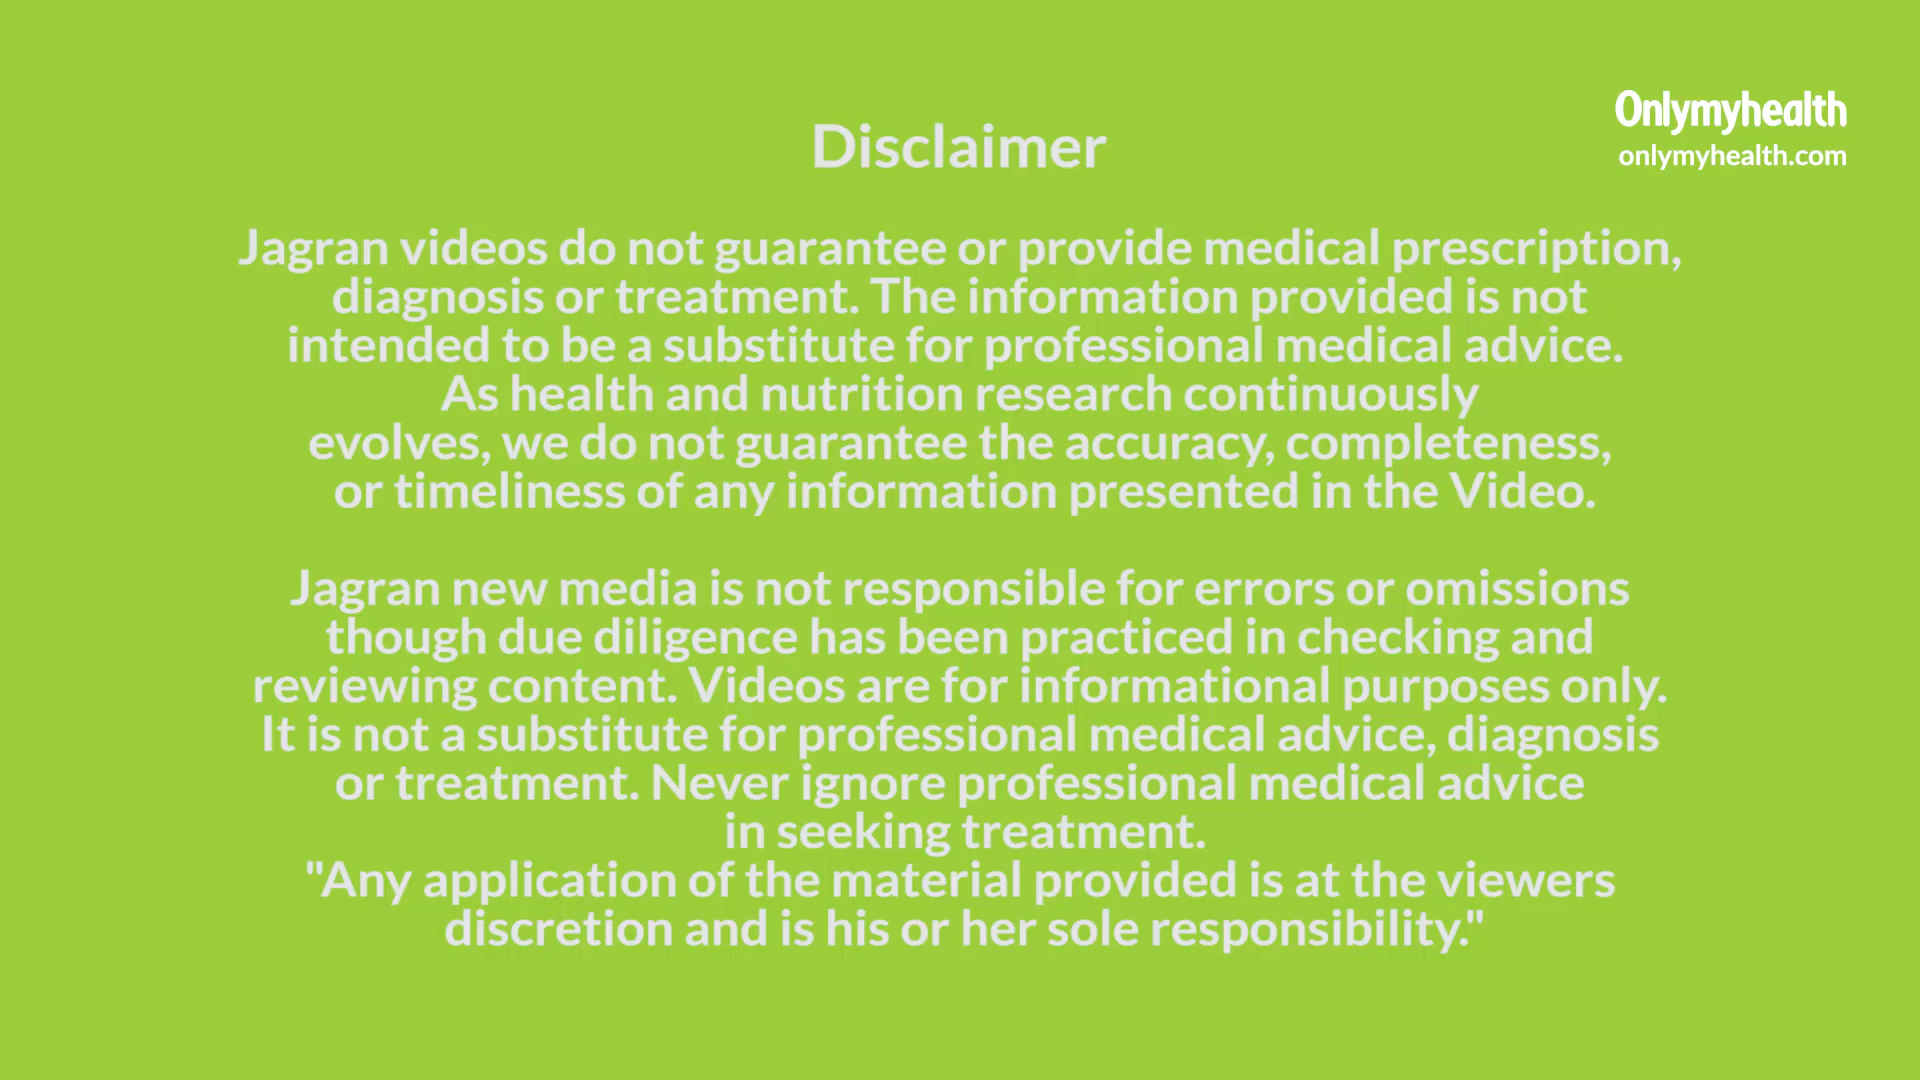 Onlymyhealth
onlymyhealth.com
Disclaimer
Jagran videos do not guarantee or provide medical prescription,
diagnosis or treatment. The information provided is not
intended to be a substitute for professional medical advice.
As health and nutrition research continuously
evolves, we do not guarantee the accuracy, completeness,
or timeliness of any information presented in the Video.
Jagran new media is not responsible for errors or omissions
though due diligence has been practiced in checking and
reviewing content. Videos are for informational purposes only.
It is not a substitute for professional medical advice, diagnosis
or treatment. Never ignore professional medical advice
in seeking treatment.
"Any application of the material provided is at the viewers
discretion and is his or her sole responsibility."